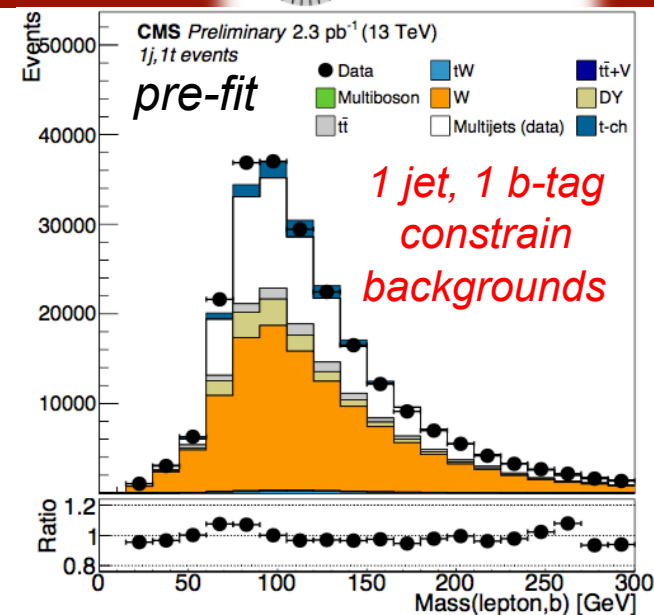 CMS Preliminary 2.3 pb⁻¹ (13 TeV)
1j,1t events
pre-fit
Data
tW
tt̄+V
Multiboson
W
DY
tt̄
Multijets (data)
t-ch
1 jet, 1 b-tag
constrain
backgrounds
Events
50000
40000
30000
20000
10000
Ratio
1.2
1
0.8
0 50 100 150 200 250 300
Mass(lepton,b) [GeV]